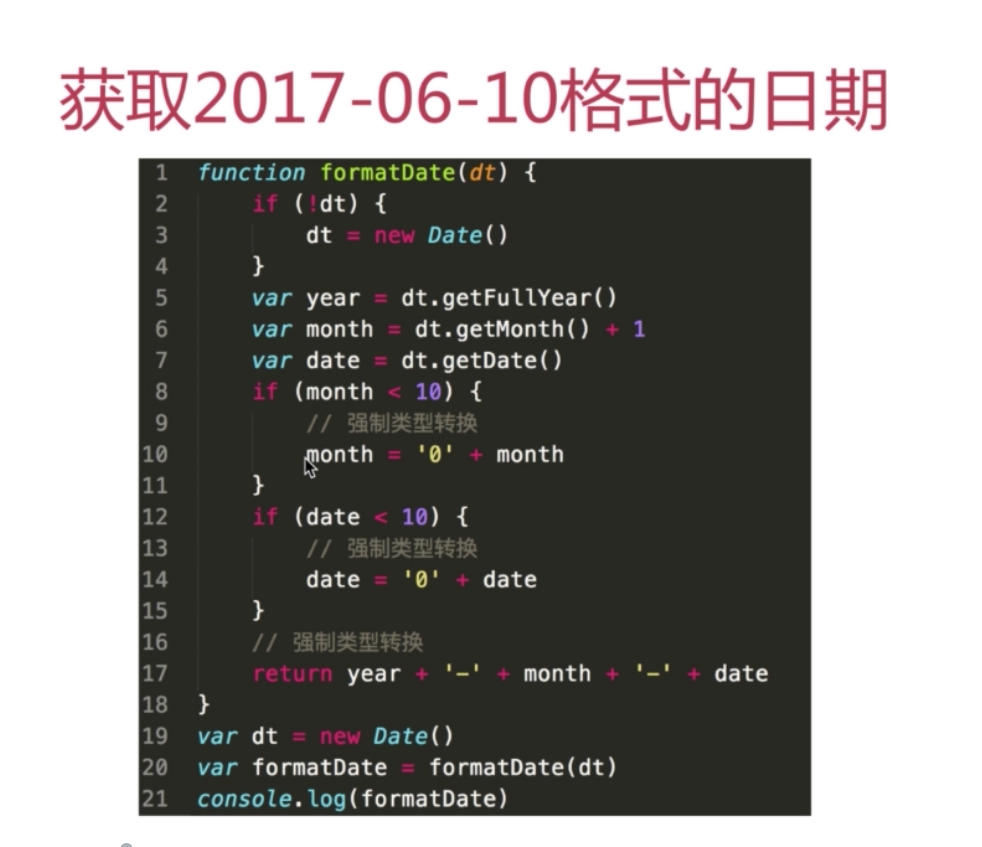 获取2017-06-10格式的日期
1 function formatDate(dt) {
2     if (!dt) {
3         dt = new Date()
4     }
5     var year = dt.getFullYear()
6     var month = dt.getMonth() + 1
7     var date = dt.getDate()
8     if (month < 10) {
9         // 强制类型转换
10         month = '0' + month
11     }
12     if (date < 10) {
13         // 强制类型转换
14         date = '0' + date
15     }
16     // 强制类型转换
17     return year + '-' + month + '-' + date
18 }
19 var dt = new Date()
20 var formatDate = formatDate(dt)
21 console.log(formatDate)